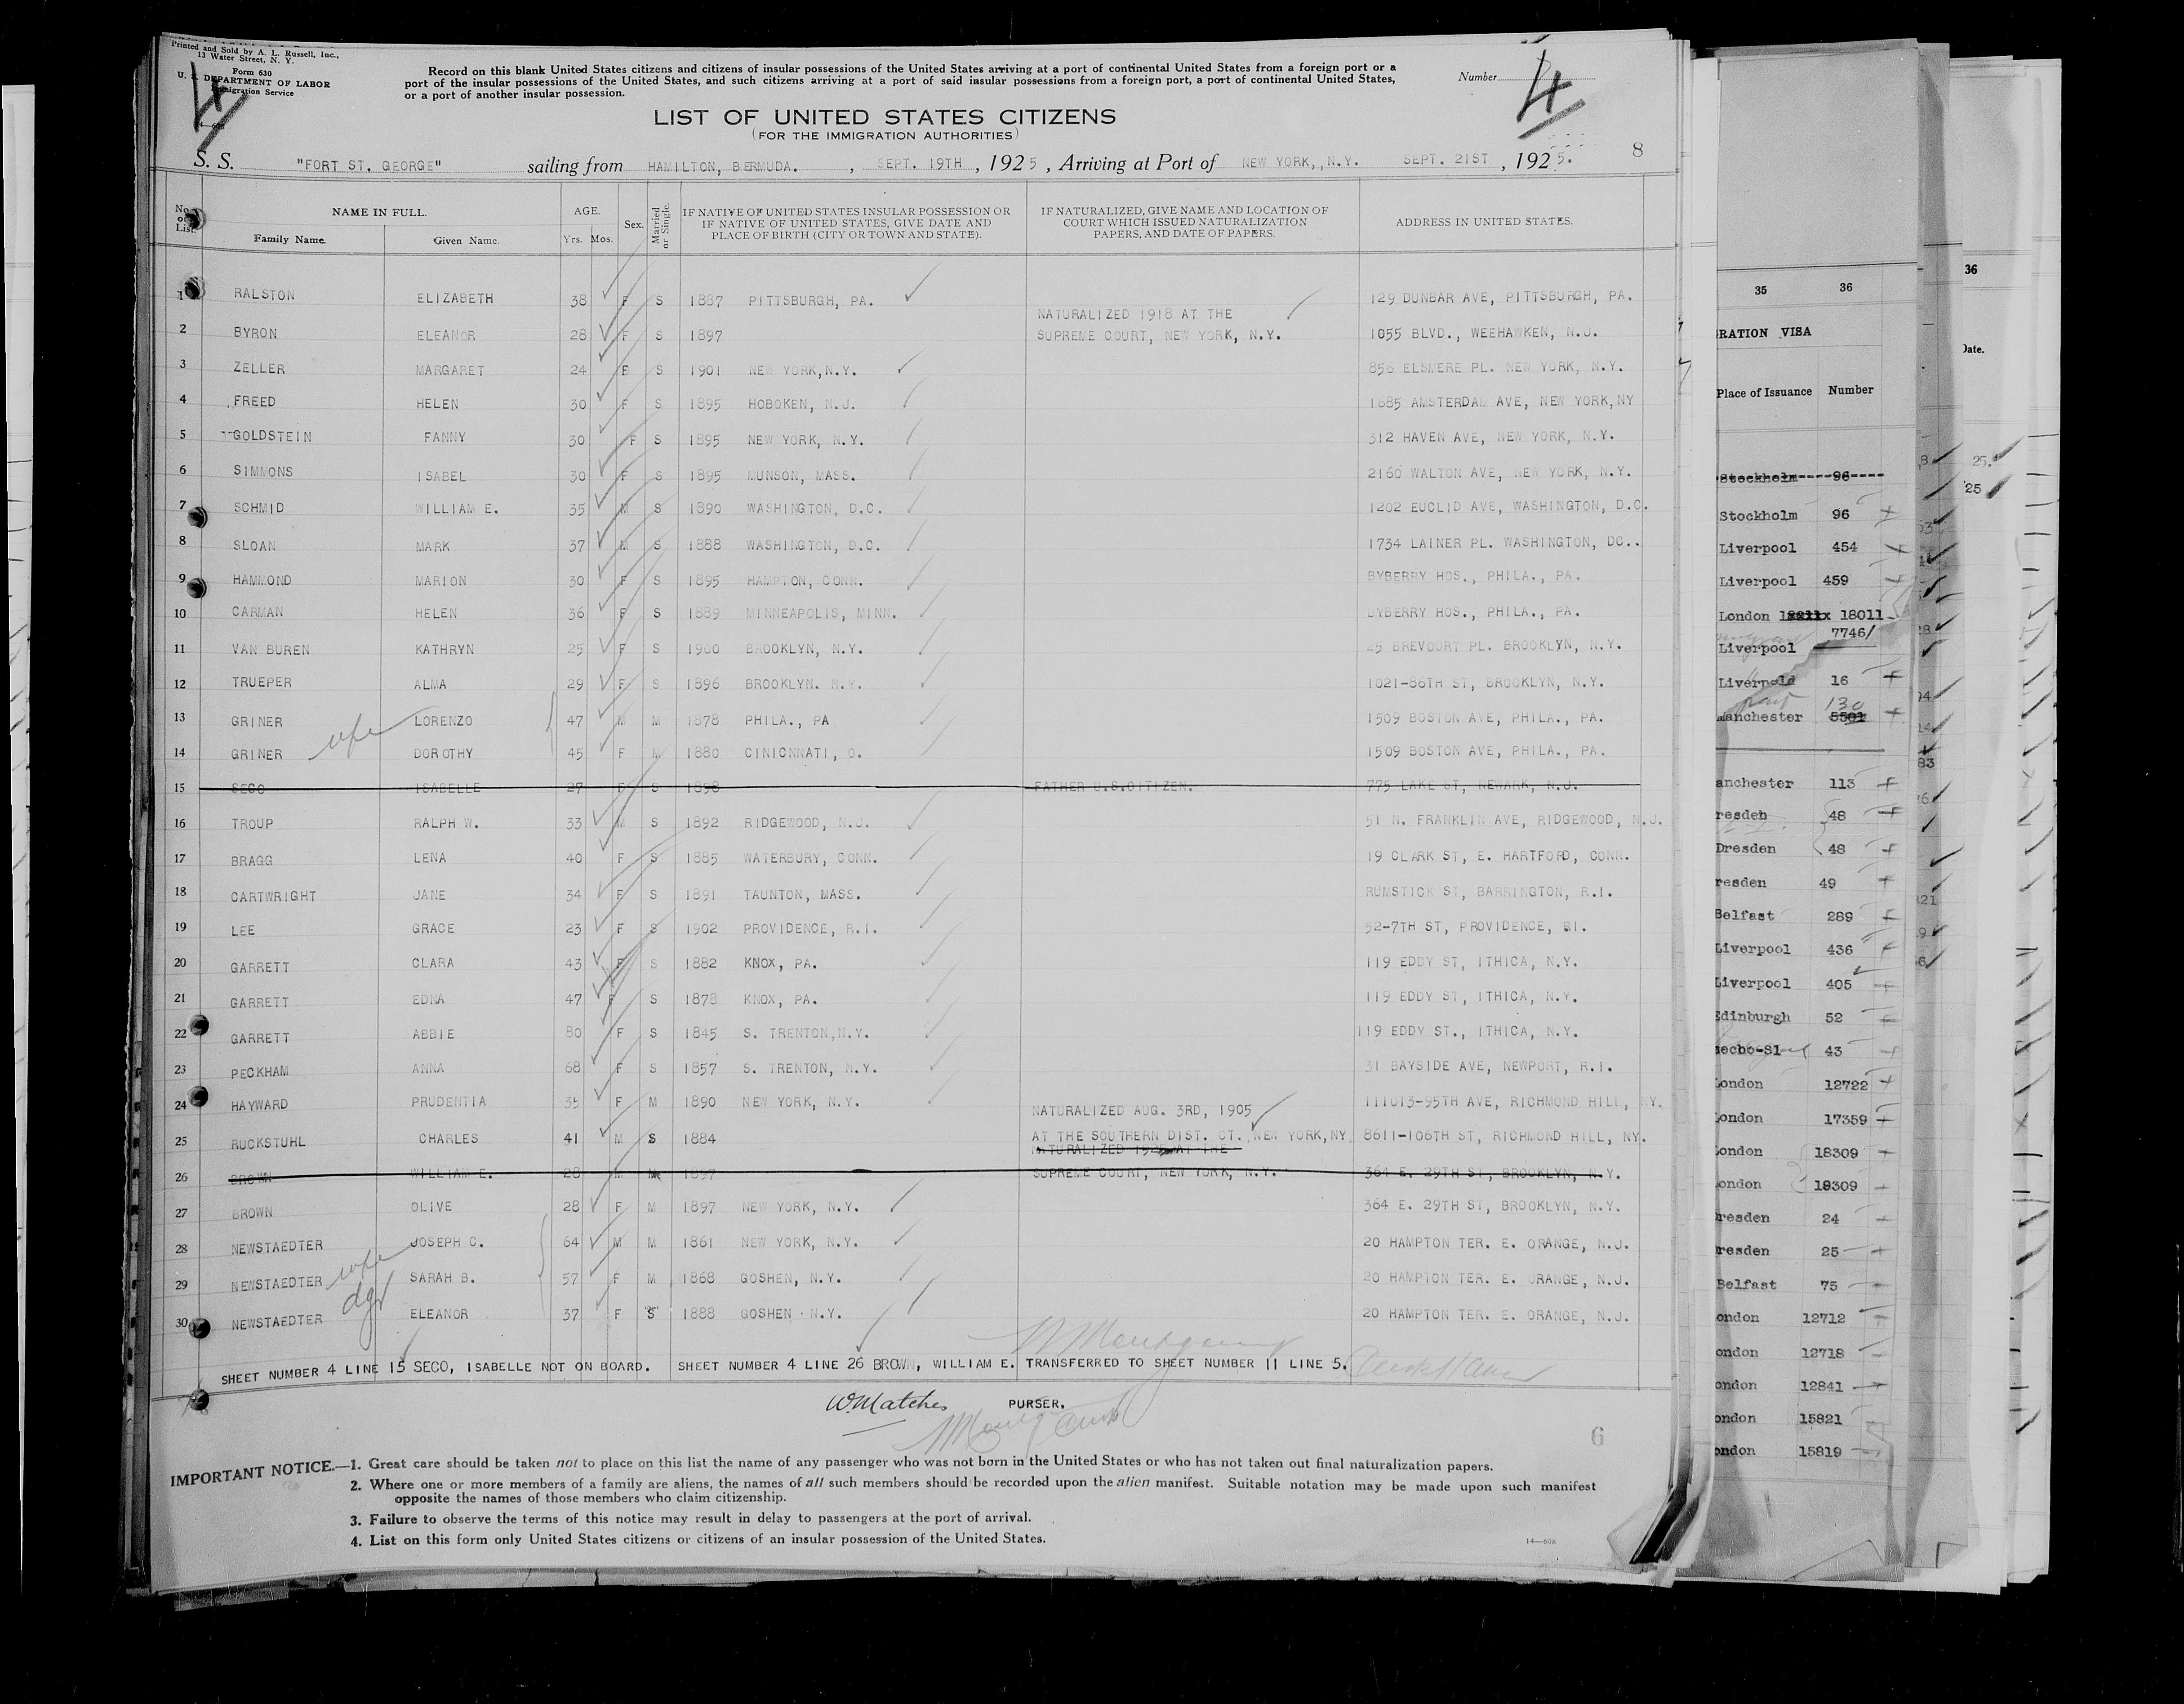 Printed and Sold by A. L. Russell, Inc.,
13 Water Street, N. Y.
Form 630
U. S. DEPARTMENT OF LABOR
Immigration Service
4
Record on this blank United States citizens and citizens of insular possessions of the United States arriving at a port of continental United States from a foreign port or a
port of the insular possessions of the United States, and such citizens arriving at a port of said insular possessions from a foreign port, a port of continental United States,
or a port of another insular possession.
Number 4
LIST OF UNITED STATES CITIZENS
(FOR THE IMMIGRATION AUTHORITIES)
8
S. S. "FORT ST. GEORGE" sailing from HAMILTON, BERMUDA. , SEPT. 19TH , 1925 , Arriving at Port of NEW YORK,,N.Y. SEPT. 21ST , 1925.
No. on List. NAME IN FULL. Family Name. Given Name. AGE. Yrs. Mos. Sex. Married or Single. IF NATIVE OF UNITED STATES INSULAR POSSESSION OR IF NATIVE OF UNITED STATES, GIVE DATE AND PLACE OF BIRTH (CITY OR TOWN AND STATE). IF NATURALIZED, GIVE NAME AND LOCATION OF COURT WHICH ISSUED NATURALIZATION PAPERS, AND DATE OF PAPERS. ADDRESS IN UNITED STATES.
1 RALSTON ELIZABETH 38 F S 1887 PITTSBURGH, PA. 129 DUNBAR AVE, PITTSBURGH, PA.
NATURALIZED 1918 AT THE
2 BYRON ELEANOR 28 F S 1897 SUPREME COURT, NEW YORK, N.Y. 1055 BLVD., WEEHAWKEN, N.J.
3 ZELLER MARGARET 24 F S 1901 NEW YORK,N.Y. 856 ELSMERE PL. NEW YORK, N.Y.
4 FREED HELEN 30 F S 1895 HOBOKEN, N.J. 1685 AMSTERDAM AVE, NEW YORK,NY
5 GOLDSTEIN FANNY 30 F S 1895 NEW YORK, N.Y. 312 HAVEN AVE, NEW YORK, N.Y.
6 SIMMONS ISABEL 30 F S 1895 MUNSON, MASS. 2160 WALTON AVE, NEW YORK, N.Y.
7 SCHMID WILLIAM E. 35 M S 1890 WASHINGTON, D.C. 1202 EUCLID AVE, WASHINGTON, D.C.
8 SLOAN MARK 37 M S 1888 WASHINGTON, D.C. 1734 LAINER PL. WASHINGTON, DC..
9 HAMMOND MARION 30 F S 1895 HAMPTON, CONN. BYBERRY HOS., PHILA., PA.
10 CARMAN HELEN 36 F S 1889 MINNEAPOLIS, MINN. BYBERRY HOS., PHILA., PA.
11 VAN BUREN KATHRYN 25 F S 1900 BROOKLYN, N.Y. 25 BREVOORT PL. BROOKLYN, N.Y.
12 TRUEPER ALMA 29 F S 1896 BROOKLYN. N.Y. 1021-86TH ST, BROOKLYN, N.Y.
13 GRINER LORENZO 47 M M 1878 PHILA., PA 1509 BOSTON AVE, PHILA., PA.
14 GRINER wfe DOROTHY 45 F M 1880 CINICNNATI, O. 1509 BOSTON AVE, PHILA., PA.
15 SECO ISABELLE 27 F S 1898 FATHER U.S.CITIZEN. 775 LAKE ST, NEWARK, N.J.
16 TROUP RALPH W. 33 M S 1892 RIDGEWOOD, N.J. 51 N. FRANKLIN AVE, RIDGEWOOD, N.J.
17 BRAGG LENA 40 F S 1885 WATERBURY, CONN. 19 CLARK ST, E. HARTFORD, CONN.
18 CARTWRIGHT JANE 34 F S 1891 TAUNTON, MASS. RUMSTICK ST, BARRINGTON, R.I.
19 LEE GRACE 23 F S 1902 PROVIDENCE, R.I. 52-7TH ST, PROVIDENCE, RI.
20 GARRETT CLARA 43 F S 1882 KNOX, PA. 119 EDDY ST, ITHICA, N.Y.
21 GARRETT EDNA 47 F S 1878 KNOX, PA. 119 EDDY ST, ITHICA, N.Y.
22 GARRETT ABBIE 80 F S 1845 S. TRENTON,N.Y. 119 EDDY ST., ITHICA, N.Y.
23 PECKHAM ANNA 68 F S 1857 S. TRENTON, N.Y. 31 BAYSIDE AVE, NEWPORT, R.I.
24 HAYWARD PRUDENTIA 35 F M 1890 NEW YORK, N.Y. 111013-95TH AVE, RICHMOND HILL, NY.
NATURALIZED AUG. 3RD, 1905
25 RUCKSTUHL CHARLES 41 M S 1884 AT THE SOUTHERN DIST. CT. NEW YORK,NY. 8611-106TH ST, RICHMOND HILL, NY.
NATURALIZED AT THE
26 BROWN WILLIAM E. 28 M M 1897 SUPREME COURT, NEW YORK, N.Y. 364 E. 29TH ST, BROOKLYN, N.Y.
27 BROWN OLIVE 28 F M 1897 NEW YORK, N.Y. 364 E. 29TH ST, BROOKLYN, N.Y.
28 NEWSTAEDTER JOSEPH C. 64 M M 1861 NEW YORK, N.Y. 20 HAMPTON TER. E. ORANGE, N.J.
29 NEWSTAEDTER wfe SARAH B. 57 F M 1868 GOSHEN, N.Y. 20 HAMPTON TER. E. ORANGE, N.J.
30 NEWSTAEDTER dgt ELEANOR 37 F S 1888 GOSHEN N.Y. 20 HAMPTON TER. E. ORANGE, N.J.
SHEET NUMBER 4 LINE 15 SECO, ISABELLE NOT ON BOARD. SHEET NUMBER 4 LINE 26 BROWN, WILLIAM E. TRANSFERRED TO SHEET NUMBER 11 LINE 5.
W. Matches PURSER.
6
IMPORTANT NOTICE.—1. Great care should be taken not to place on this list the name of any passenger who was not born in the United States or who has not taken out final naturalization papers.
2. Where one or more members of a family are aliens, the names of all such members should be recorded upon the alien manifest. Suitable notation may be made upon such manifest
opposite the names of those members who claim citizenship.
3. Failure to observe the terms of this notice may result in delay to passengers at the port of arrival.
4. List on this form only United States citizens or citizens of an insular possession of the United States.
14—60a
35 36
GRATION VISA
Place of Issuance Number
Stockholm 96
Stockholm 96
Liverpool 454
Liverpool 459
London 18011
7746/
Liverpool
Liverpold 16
130
Manchester 5501
anchester 113
resden 48
Dresden 48
resden 49
Belfast 289
Liverpool 436
Liverpool 405
Edinburgh 52
43
London 12722
London 17359
London 18309
ondon 18309
resden 24
resden 25
Belfast 75
ondon 12712
ondon 12718
ondon 12841
ondon 15821
ondon 15819
36
Date.
25.
25